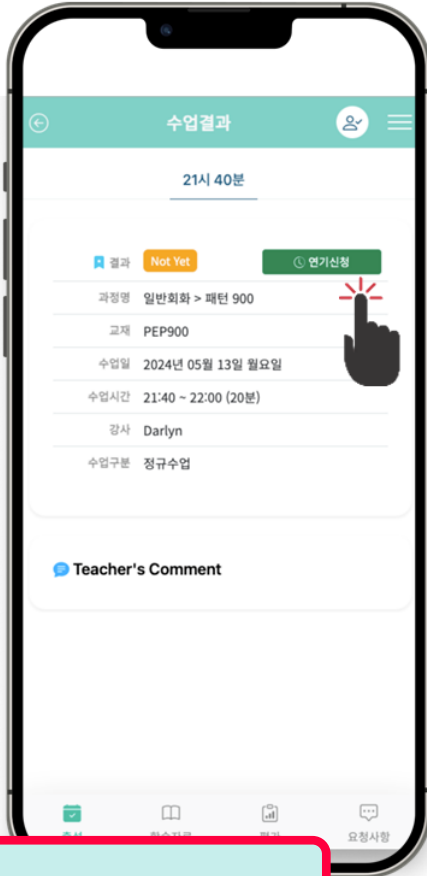 수업결과
21시 40분
결과 Not Yet 연기신청
과정명 일반회화 > 패턴 900
교재 PEP900
수업일 2024년 05월 13일 월요일
수업시간 21:40 ~ 22:00 (20분)
강사 Darlyn
수업구분 정규수업
Teacher's Comment
요청사항